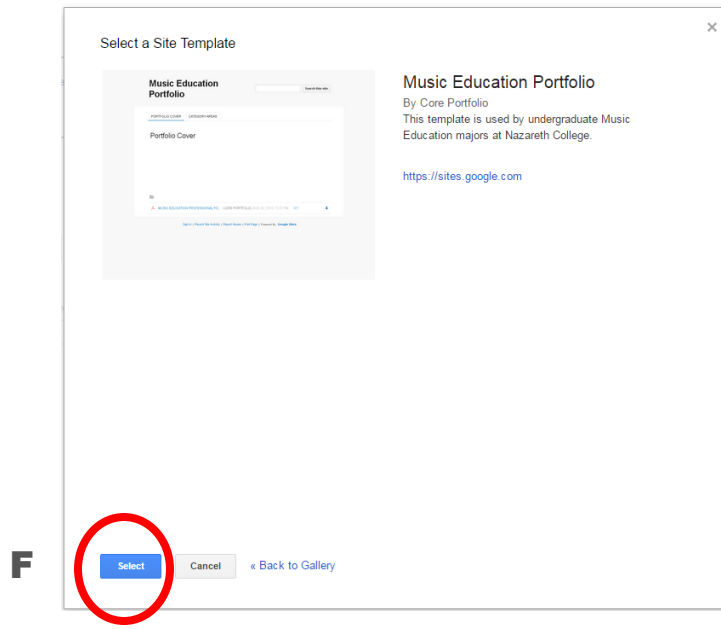 ×
Select a Site Template
Music Education
Portfolio
Search this site
PORTFOLIO COVER CATEGORY AREAS
Portfolio Cover
Music Education Portfolio
By Core Portfolio
This template is used by undergraduate Music
Education majors at Nazareth College.
https://sites.google.com
F
Select Cancel « Back to Gallery